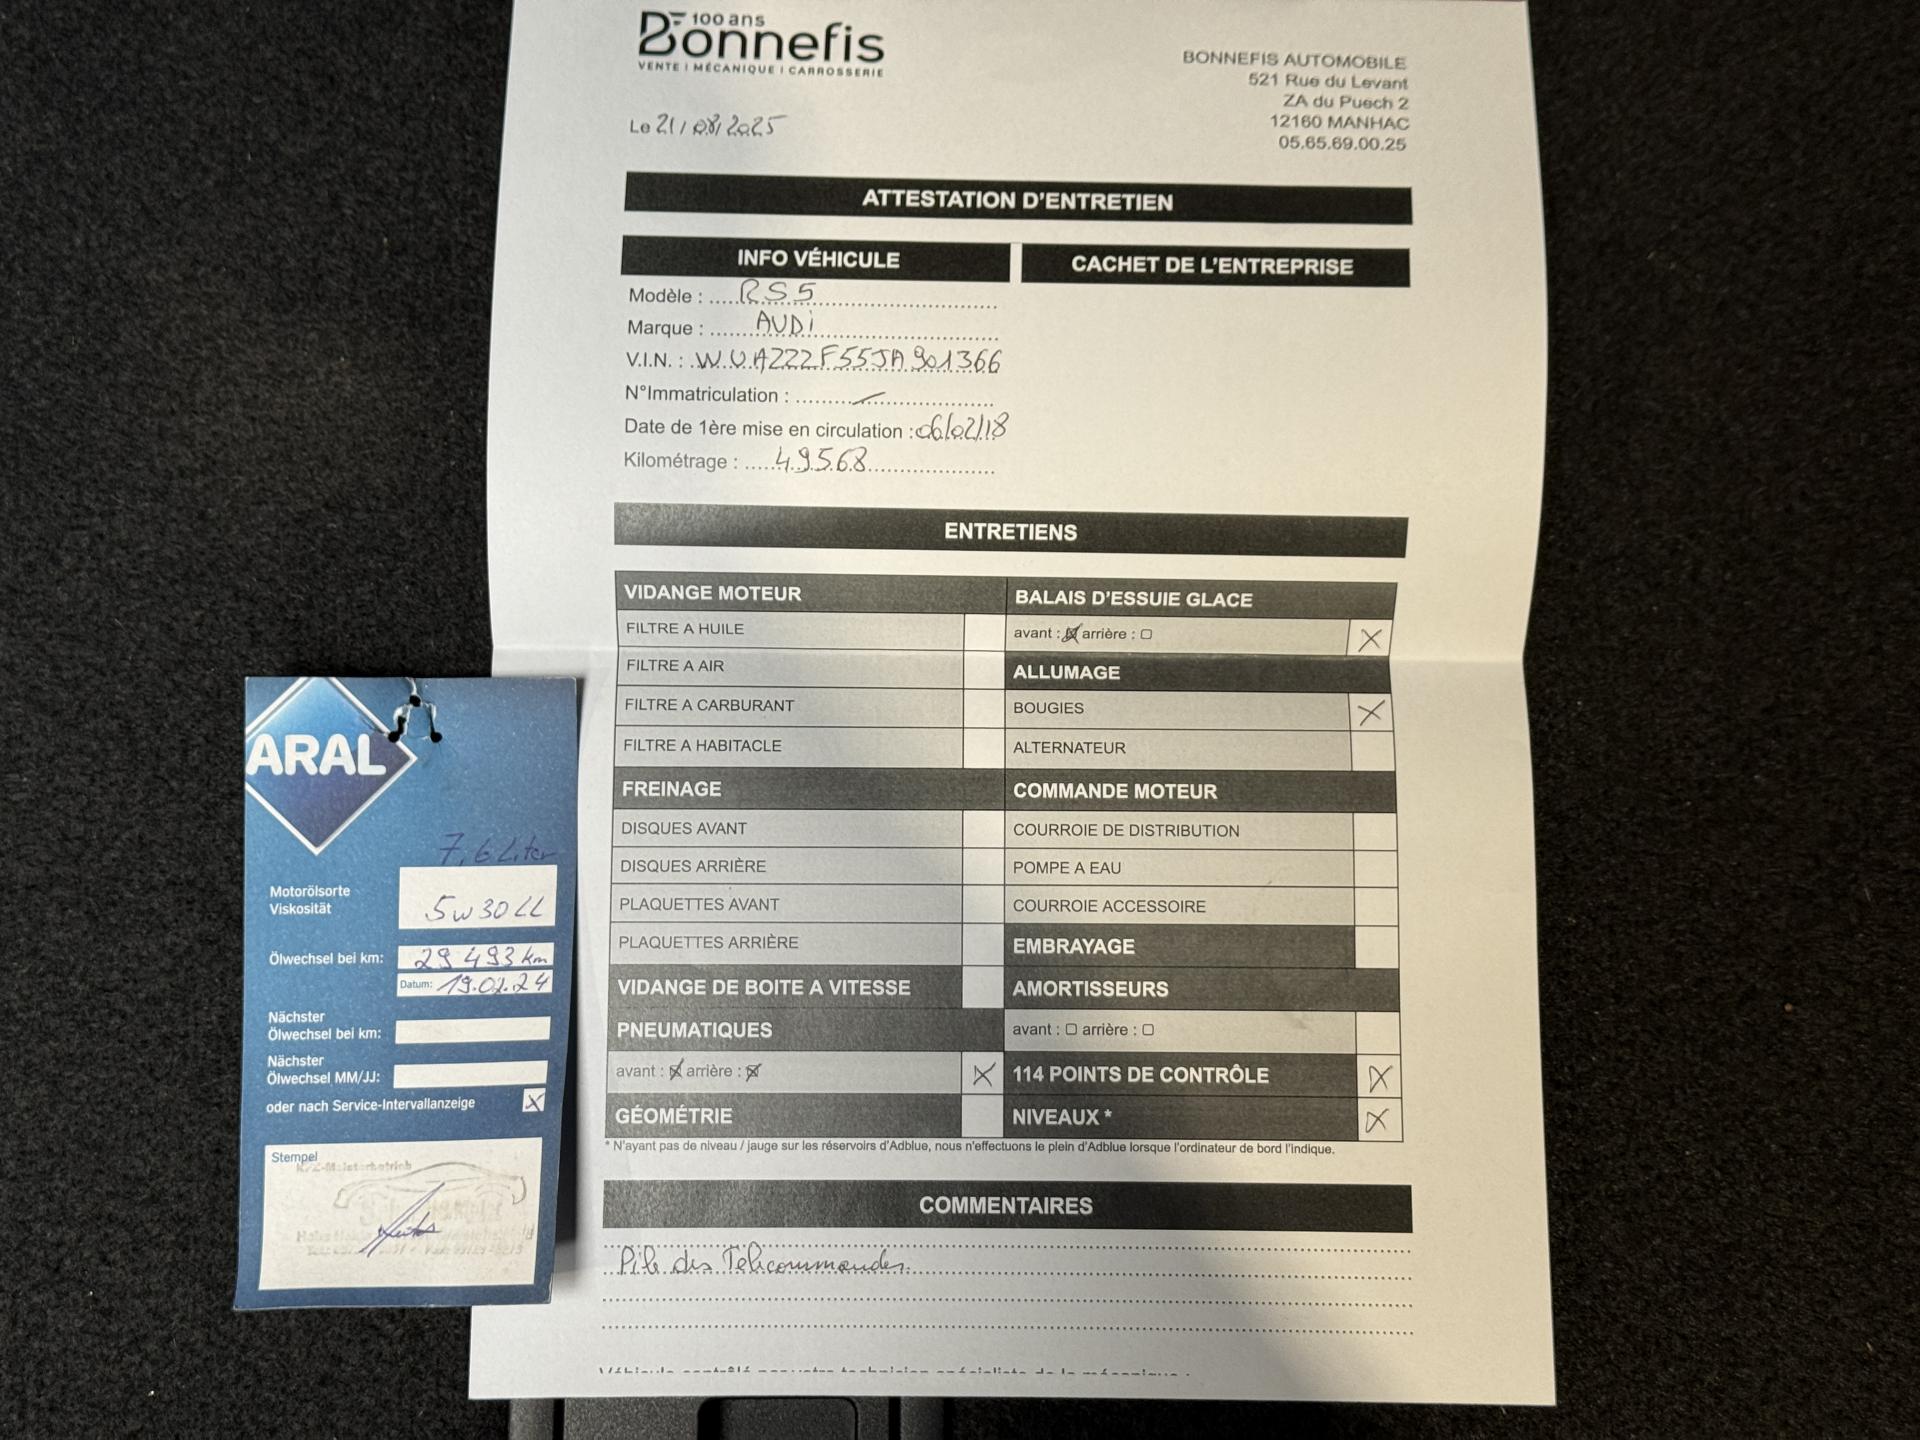 100 ans
Bonnefis
VENTE | MÉCANIQUE | CARROSSERIE
BONNEFIS AUTOMOBILE
521 Rue du Levant
ZA du Puech 2
12160 MANHAC
05.65.69.00.25
Le 21/08/2025
ATTESTATION D'ENTRETIEN
INFO VÉHICULE
CACHET DE L'ENTREPRISE
Modèle : RS5
Marque : AUDi
V.I.N. : WUAZZZF55JA901366
N°Immatriculation :
Date de 1ère mise en circulation : 06/02/18
Kilométrage : 49568
ENTRETIENS
VIDANGE MOTEUR
FILTRE A HUILE
FILTRE A AIR
FILTRE A CARBURANT
FILTRE A HABITACLE
FREINAGE
DISQUES AVANT
DISQUES ARRIÈRE
PLAQUETTES AVANT
PLAQUETTES ARRIÈRE
VIDANGE DE BOITE A VITESSE
PNEUMATIQUES
avant : ☒ arrière : ☒ X
GÉOMÉTRIE
BALAIS D'ESSUIE GLACE
avant : ☒ arrière : ☐ X
ALLUMAGE
BOUGIES X
ALTERNATEUR
COMMANDE MOTEUR
COURROIE DE DISTRIBUTION
POMPE A EAU
COURROIE ACCESSOIRE
EMBRAYAGE
AMORTISSEURS
avant : ☐ arrière : ☐
114 POINTS DE CONTRÔLE X
NIVEAUX * X
* N'ayant pas de niveau / jauge sur les réservoirs d'Adblue, nous n'effectuons le plein d'Adblue lorsque l'ordinateur de bord l'indique.
COMMENTAIRES
Pile des Telecommandes
ARAL
7,6 Liter
Motorölsorte
Viskosität 5w30 LL
Ölwechsel bei km: 29 493 km
Datum: 19.02.24
Nächster
Ölwechsel bei km:
Nächster
Ölwechsel MM/JJ:
oder nach Service-Intervallanzeige X
Stempel